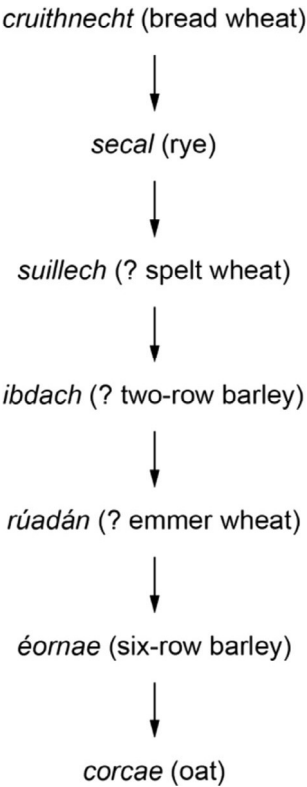 cruithnecht (bread wheat)
secal (rye)
suillech (? spelt wheat)
ibdach (? two-row barley)
rúadán (? emmer wheat)
éornae (six-row barley)
corcae (oat)